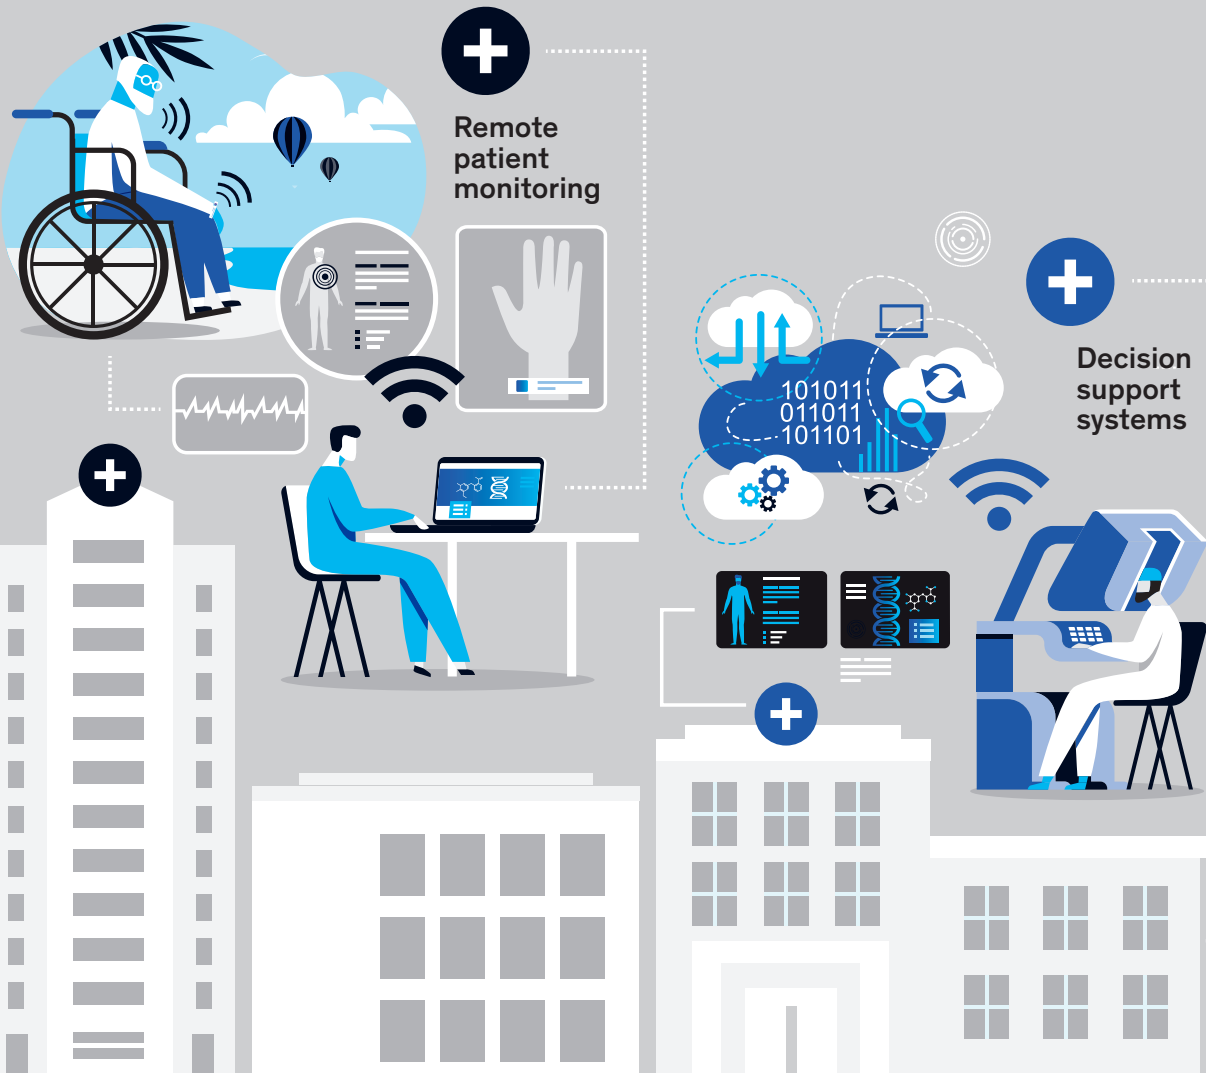 Remote
patient
monitoring
Decision
support
systems
101011
011011
101101